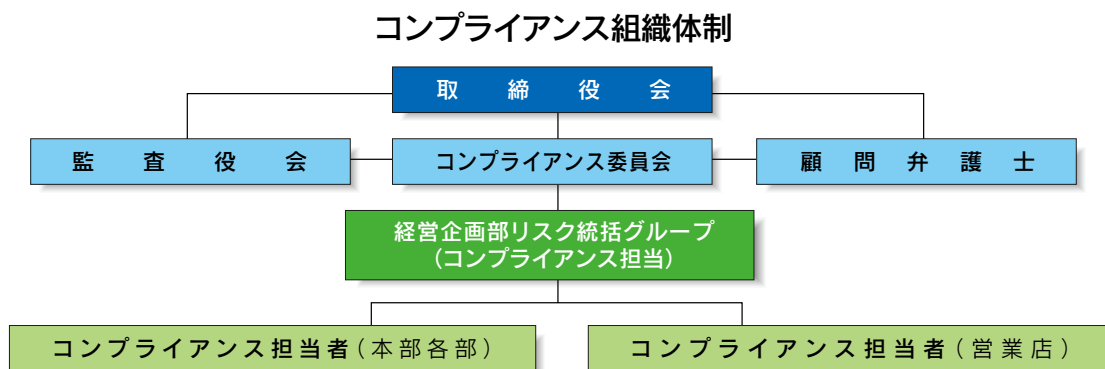 コンプライアンス組織体制
取締役会
監査役会
コンプライアンス委員会
顧問弁護士
経営企画部リスク統括グループ
（コンプライアンス担当）
コンプライアンス担当者（本部各部）
コンプライアンス担当者（営業店）